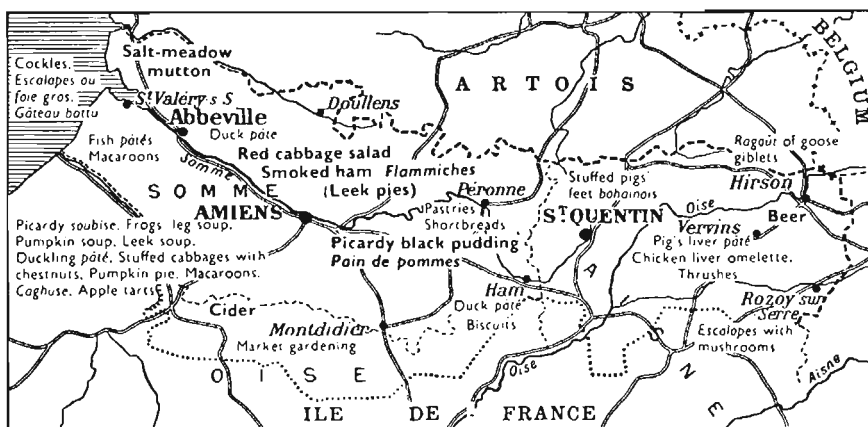 Salt-meadow
mutton
Cockles.
Escalopes au
foie gros.
Gâteau battu
St Valéry s S
Abbeville
Duck pâté
Doullens
ARTOIS
BELGIUM
Fish pâtés
Macaroons
Somme
Red cabbage salad
Smoked ham Flammiches
(Leek pies)
SOMME
AMIENS
Péronne
Pastries
Shortbreads
Stuffed pigs'
feet bohainois
Ragoût of goose
giblets
Hirson
Beer
ST QUENTIN
Oise
Vervins
Pig's liver pâté
Chicken liver omelette.
Thrushes
Picardy soubise. Frogs leg soup.
Pumpkin soup. Leek soup.
Duckling pâté. Stuffed cabbages with
chestnuts. Pumpkin pie. Macaroons.
Caghuse. Apple tarts
Picardy black pudding
Pain de pommes
Ham
Duck pâté
Biscuits
Cider
Montdidier
Market gardening
Rozoy sur
Serre
Escalopes with
mushrooms
AISNE
Oise
Aisne
OISE
ILE DE FRANCE